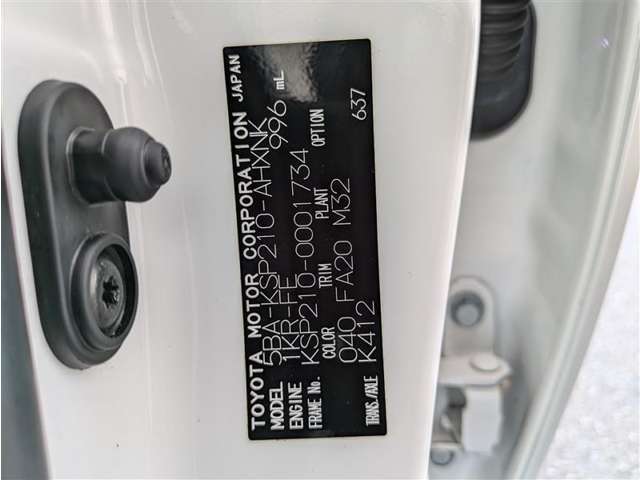 TOYOTA MOTOR CORPORATION JAPAN
MODEL 5BA-KSP210-AHXNK
ENGINE 1KR-FE 996 mL
FRAME No. KSP210-0001734
COLOR TRIM PLANT OPTION
040 FA20 M32 637
TRANS./AXLE K412